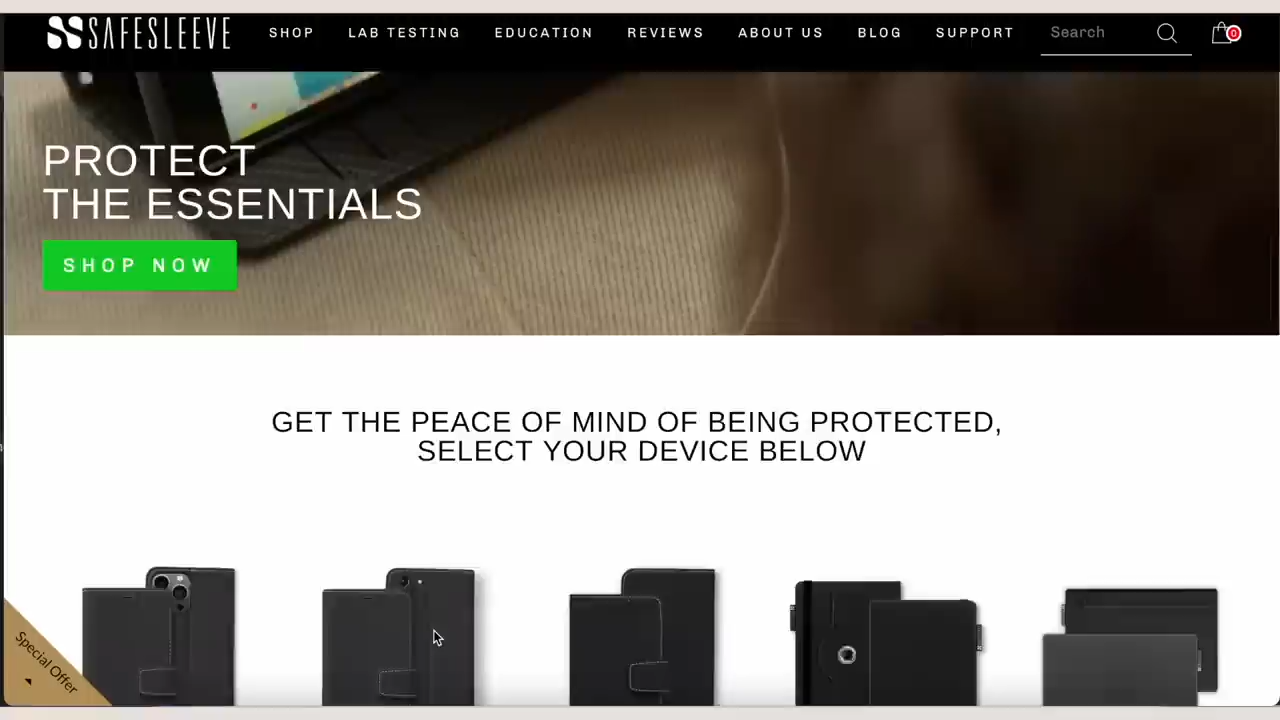 SAFESLEEVE SHOP LAB TESTING EDUCATION REVIEWS ABOUT US BLOG SUPPORT Search 0
PROTECT
THE ESSENTIALS
SHOP NOW
GET THE PEACE OF MIND OF BEING PROTECTED,
SELECT YOUR DEVICE BELOW
Special Offer